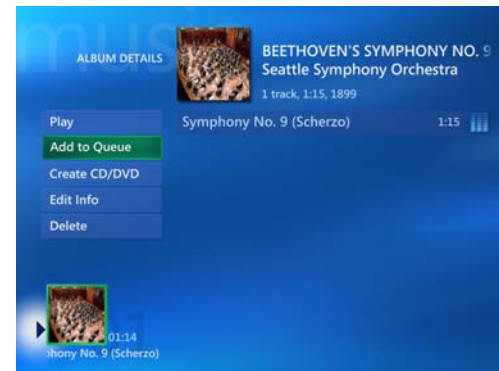 music
ALBUM DETAILS
BEETHOVEN'S SYMPHONY NO. 9
Seattle Symphony Orchestra
1 track, 1:15, 1899
Play
Symphony No. 9 (Scherzo) 1:15
Add to Queue
Create CD/DVD
Edit Info
Delete
01:14
phony No. 9 (Scherzo)